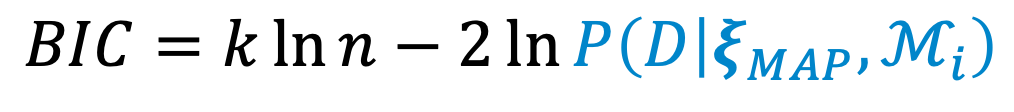 BIC = k ln n − 2 ln P(D|ξ_MAP, ℳ_i)